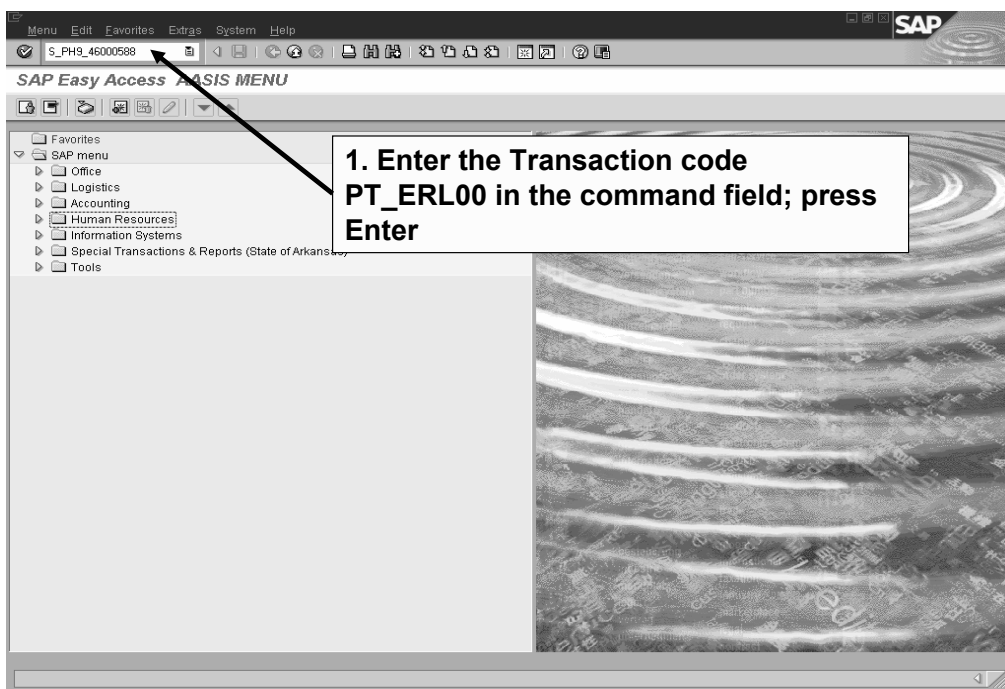 Menu Edit Favorites Extras System Help
SAP
S_PH9_46000588
SAP Easy Access AASIS MENU
Favorites
SAP menu
Office
Logistics
Accounting
Human Resources
Information Systems
Special Transactions & Reports (State of Arkansas)
Tools
1. Enter the Transaction code
PT_ERL00 in the command field; press
Enter